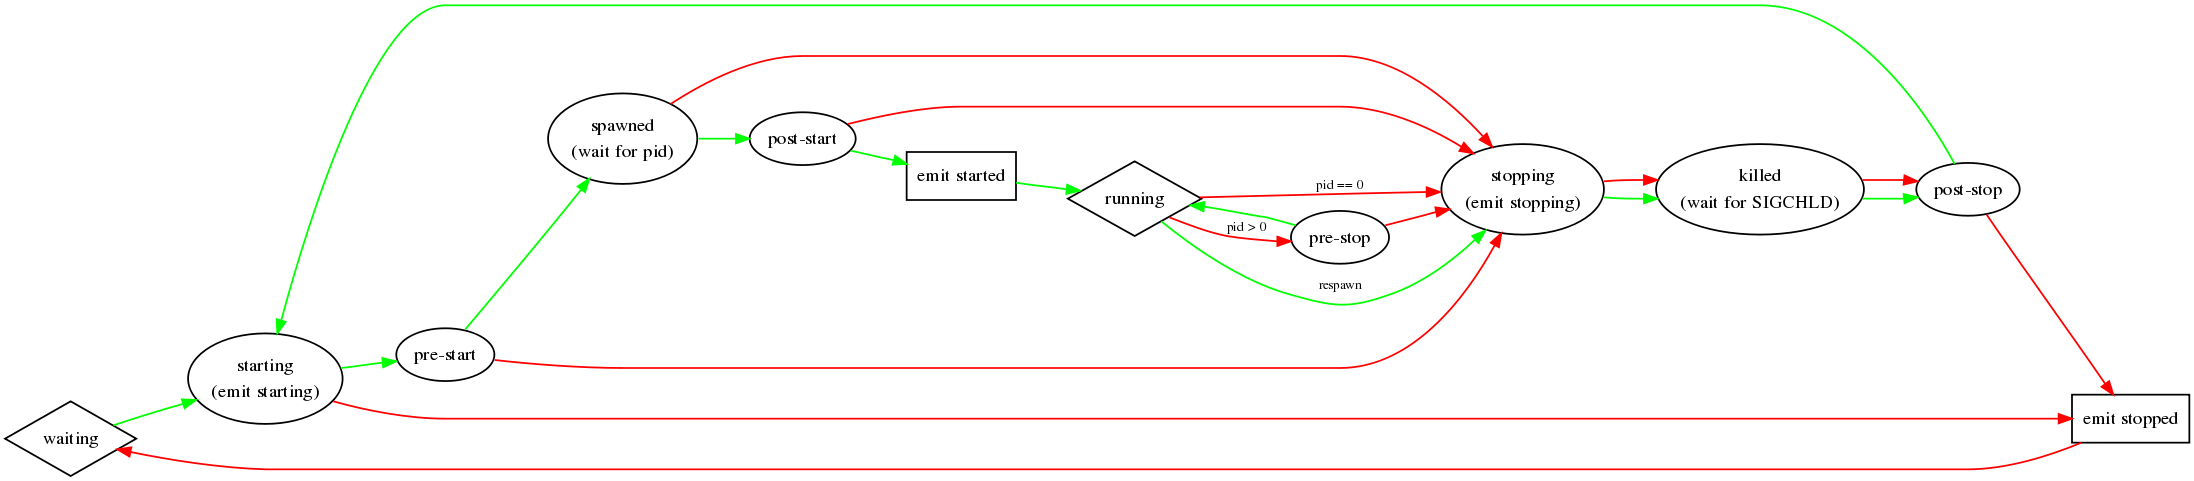 spawned
(wait for pid)
post-start
emit started
running
pid == 0
pid > 0
pre-stop
respawn
stopping
(emit stopping)
killed
(wait for SIGCHLD)
post-stop
starting
(emit starting)
pre-start
waiting
emit stopped